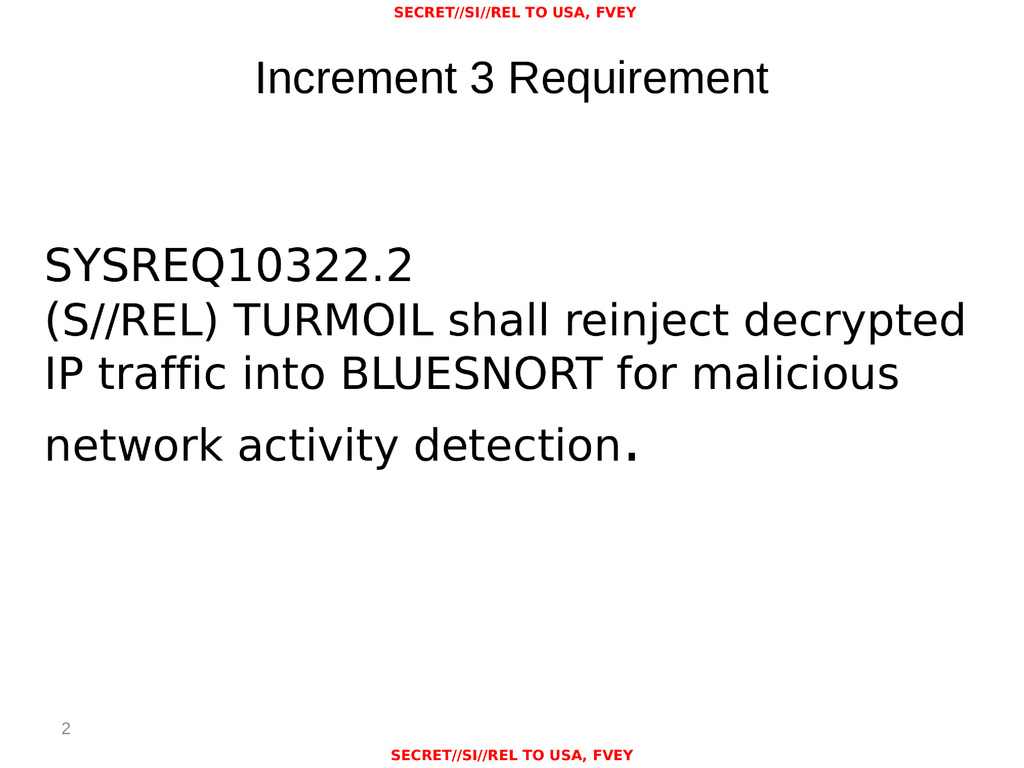 SECRET//SI//REL TO USA, FVEY
Increment 3 Requirement
SYSREQ10322.2
(S//REL) TURMOIL shall reinject decrypted
IP traffic into BLUESNORT for malicious
network activity detection.
2
SECRET//SI//REL TO USA, FVEY